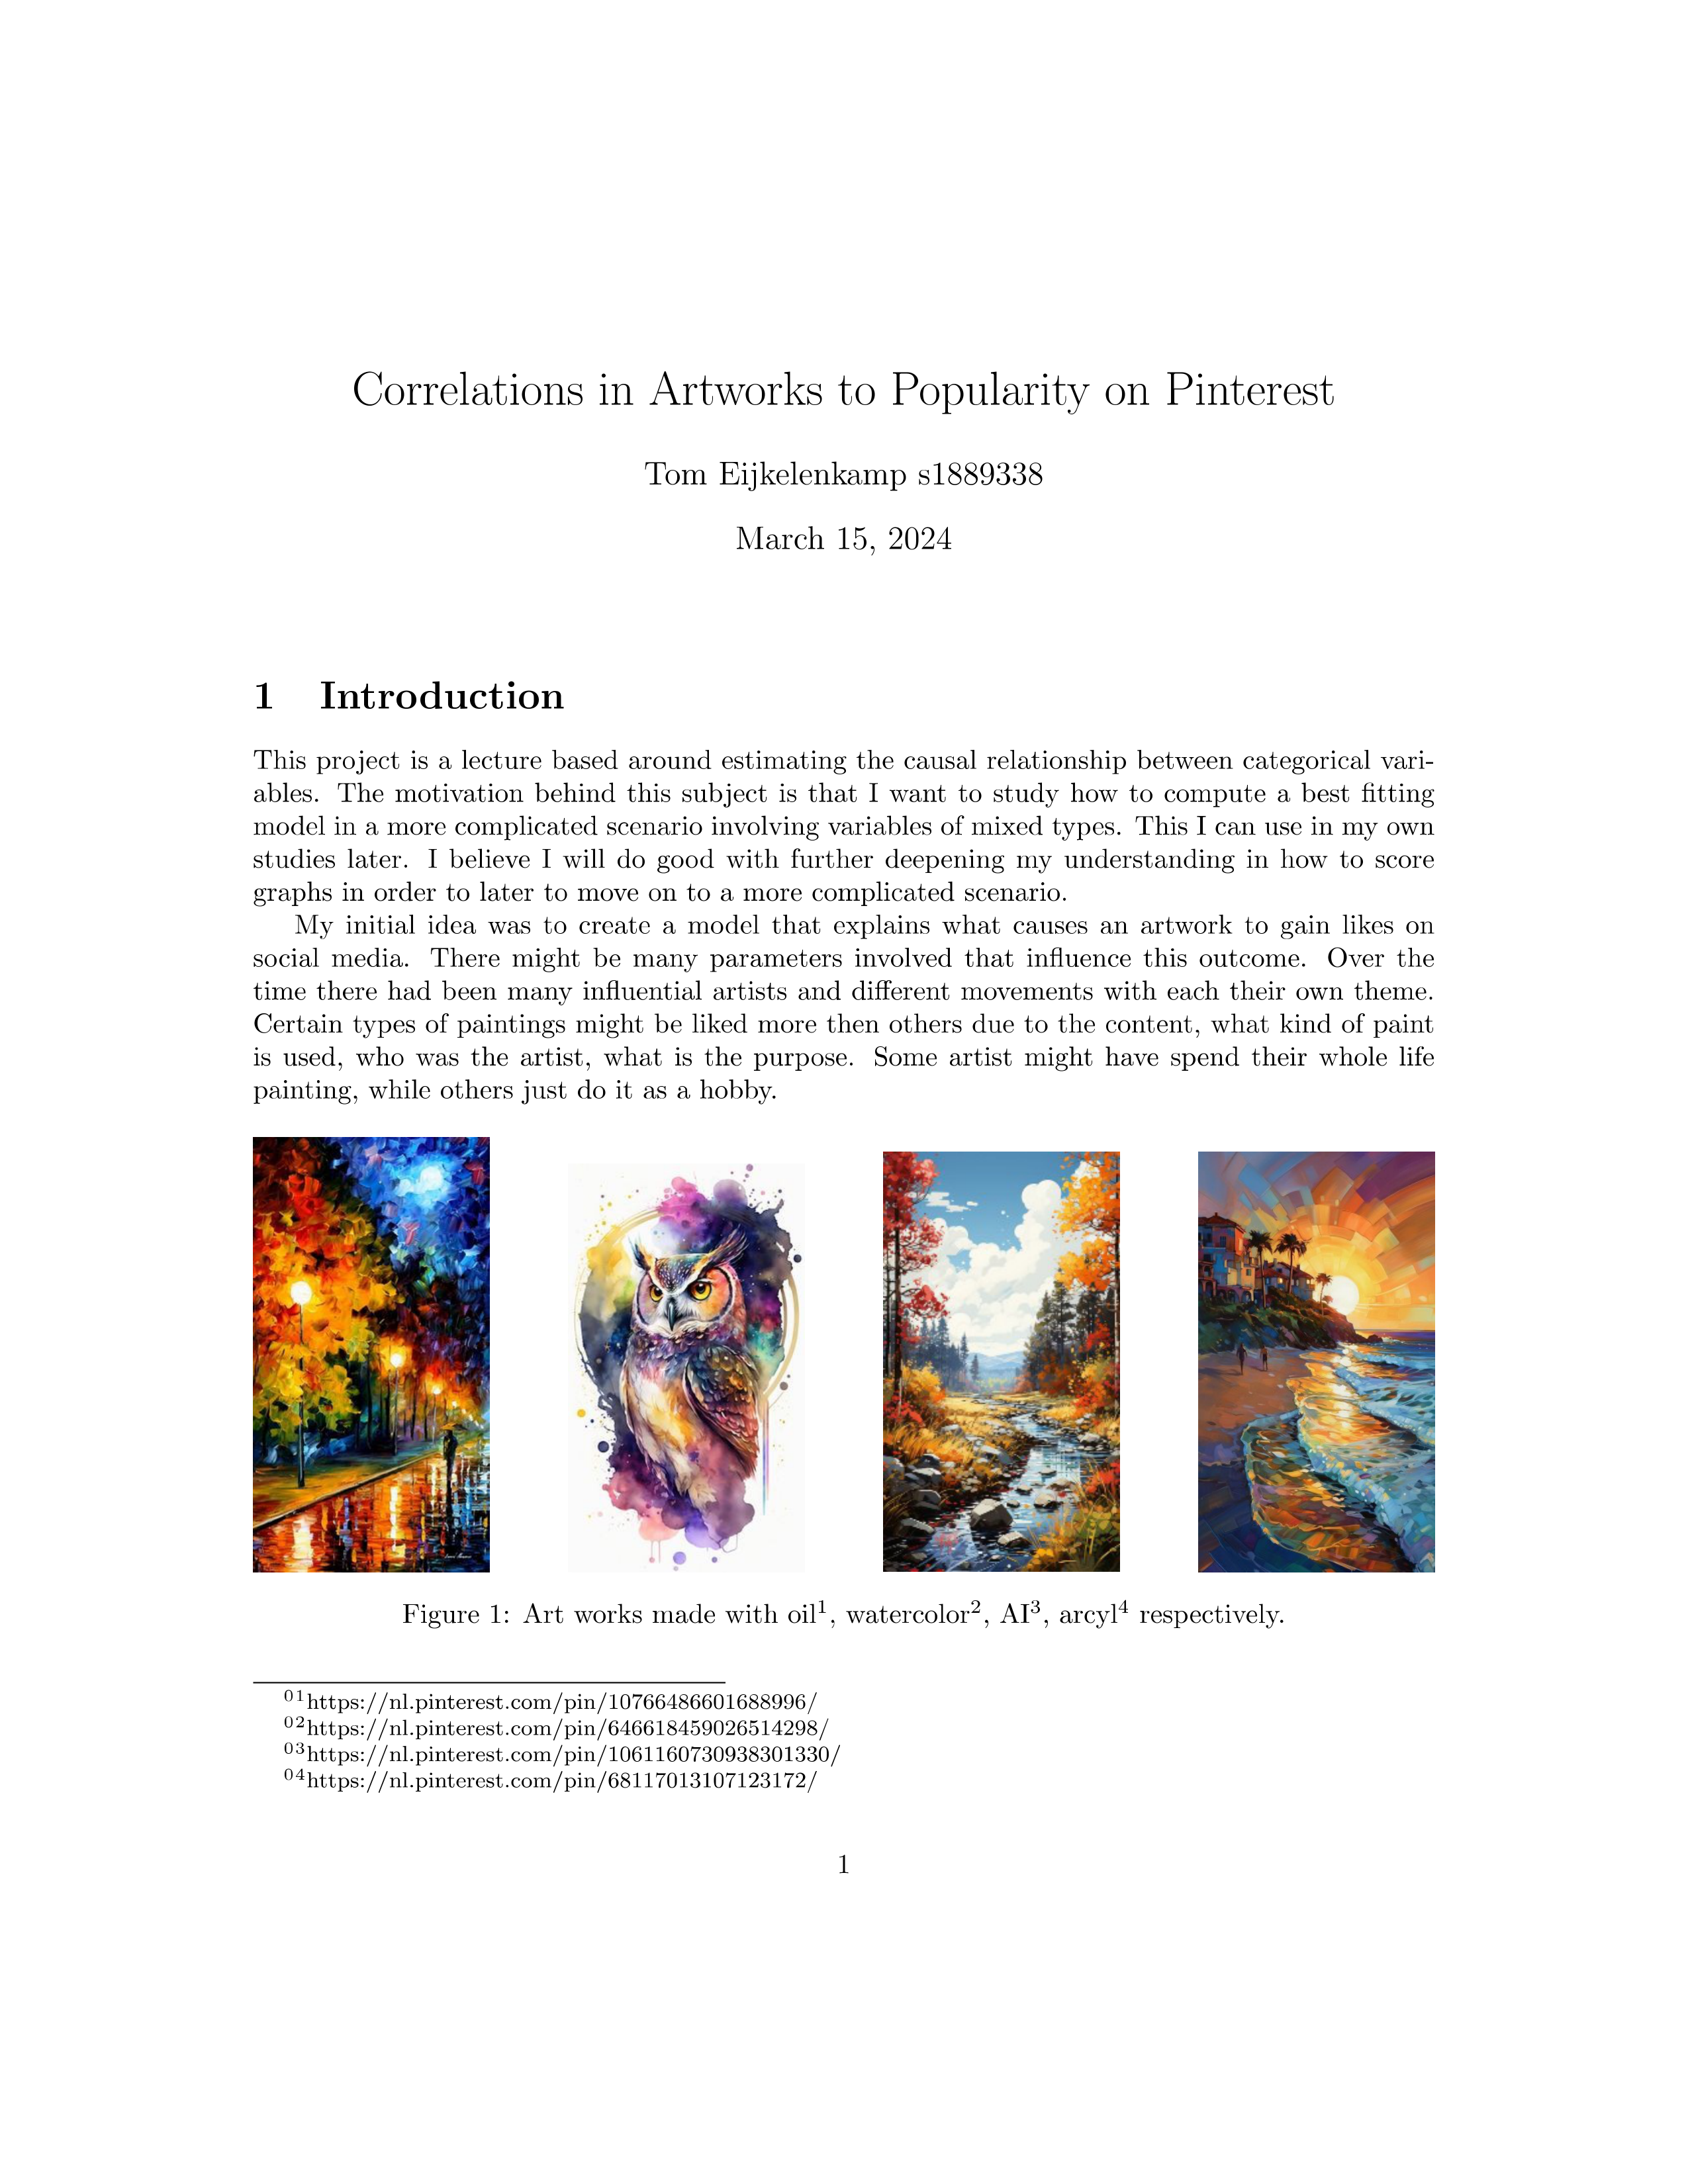 Correlations in Artworks to Popularity on Pinterest
Tom Eijkelenkamp s1889338
March 15, 2024
1 Introduction
This project is a lecture based around estimating the causal relationship between categorical vari-
ables. The motivation behind this subject is that I want to study how to compute a best fitting
model in a more complicated scenario involving variables of mixed types. This I can use in my own
studies later. I believe I will do good with further deepening my understanding in how to score
graphs in order to later to move on to a more complicated scenario.
My initial idea was to create a model that explains what causes an artwork to gain likes on
social media. There might be many parameters involved that influence this outcome. Over the
time there had been many influential artists and different movements with each their own theme.
Certain types of paintings might be liked more then others due to the content, what kind of paint
is used, who was the artist, what is the purpose. Some artist might have spend their whole life
painting, while others just do it as a hobby.
Figure 1: Art works made with oil¹, watercolor², AI³, arcyl⁴ respectively.
⁰¹https://nl.pinterest.com/pin/10766486601688996/
⁰²https://nl.pinterest.com/pin/646618459026514298/
⁰³https://nl.pinterest.com/pin/1061160730938301330/
⁰⁴https://nl.pinterest.com/pin/68117013107123172/
1